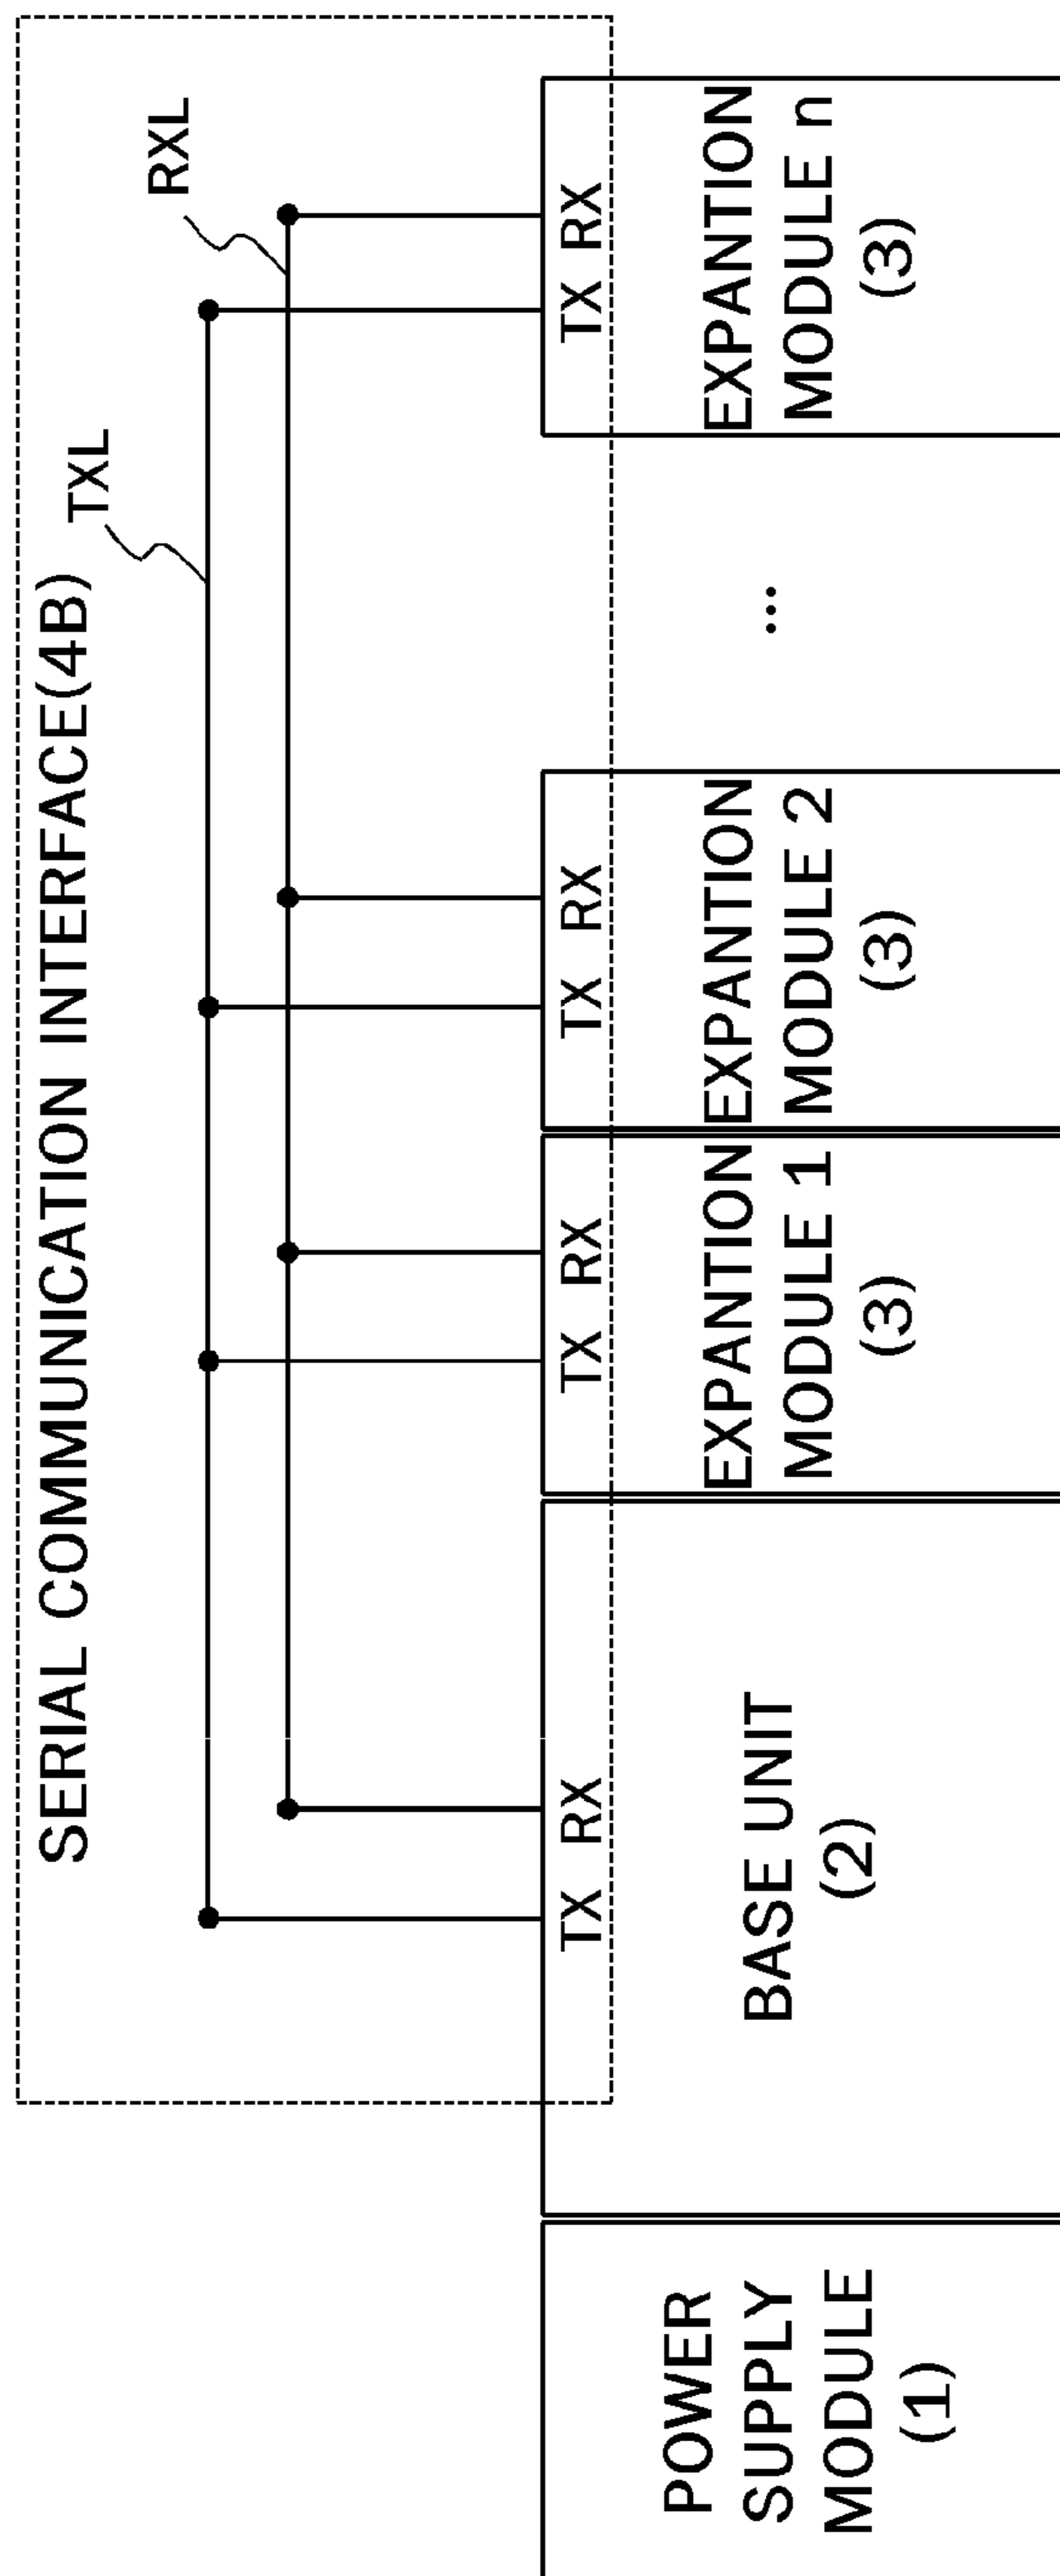 SERIAL COMMUNICATION INTERFACE(4B)
TXL
RXL
TX RX
TX RX
TX RX
TX RX
POWER
SUPPLY
MODULE
(1)
BASE UNIT
(2)
EXPANTION
MODULE 1
(3)
EXPANTION
MODULE 2
(3)
...
EXPANTION
MODULE n
(3)